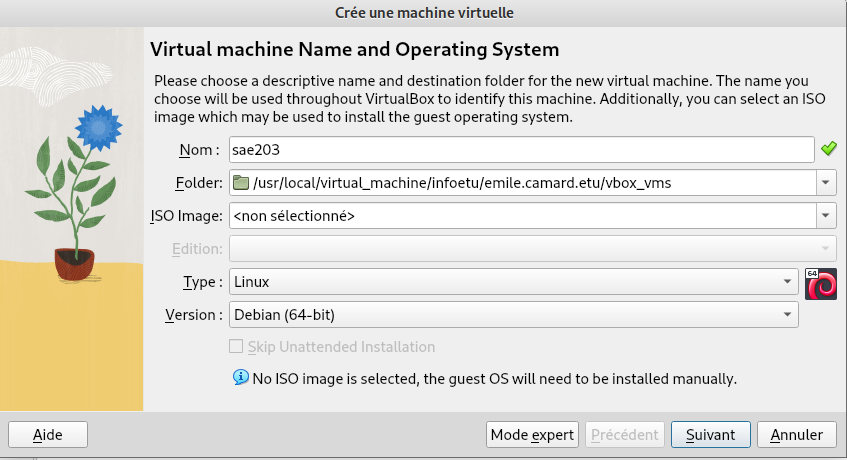 Crée une machine virtuelle
Virtual machine Name and Operating System
Please choose a descriptive name and destination folder for the new virtual machine. The name you
choose will be used throughout VirtualBox to identify this machine. Additionally, you can select an ISO
image which may be used to install the guest operating system.
Nom : sae203
Folder: /usr/local/virtual_machine/infoetu/emile.camard.etu/vbox_vms
ISO Image: <non sélectionné>
Edition:
Type : Linux 64
Version : Debian (64-bit)
Skip Unattended Installation
No ISO image is selected, the guest OS will need to be installed manually.
Aide Mode expert Précédent Suivant Annuler